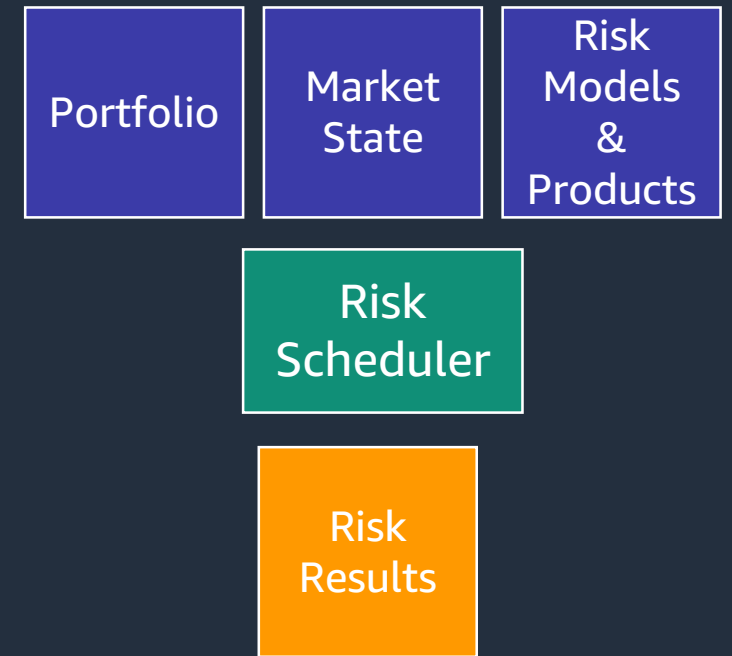 Portfolio
Market
State
Risk
Models
&
Products
Risk
Scheduler
Risk
Results